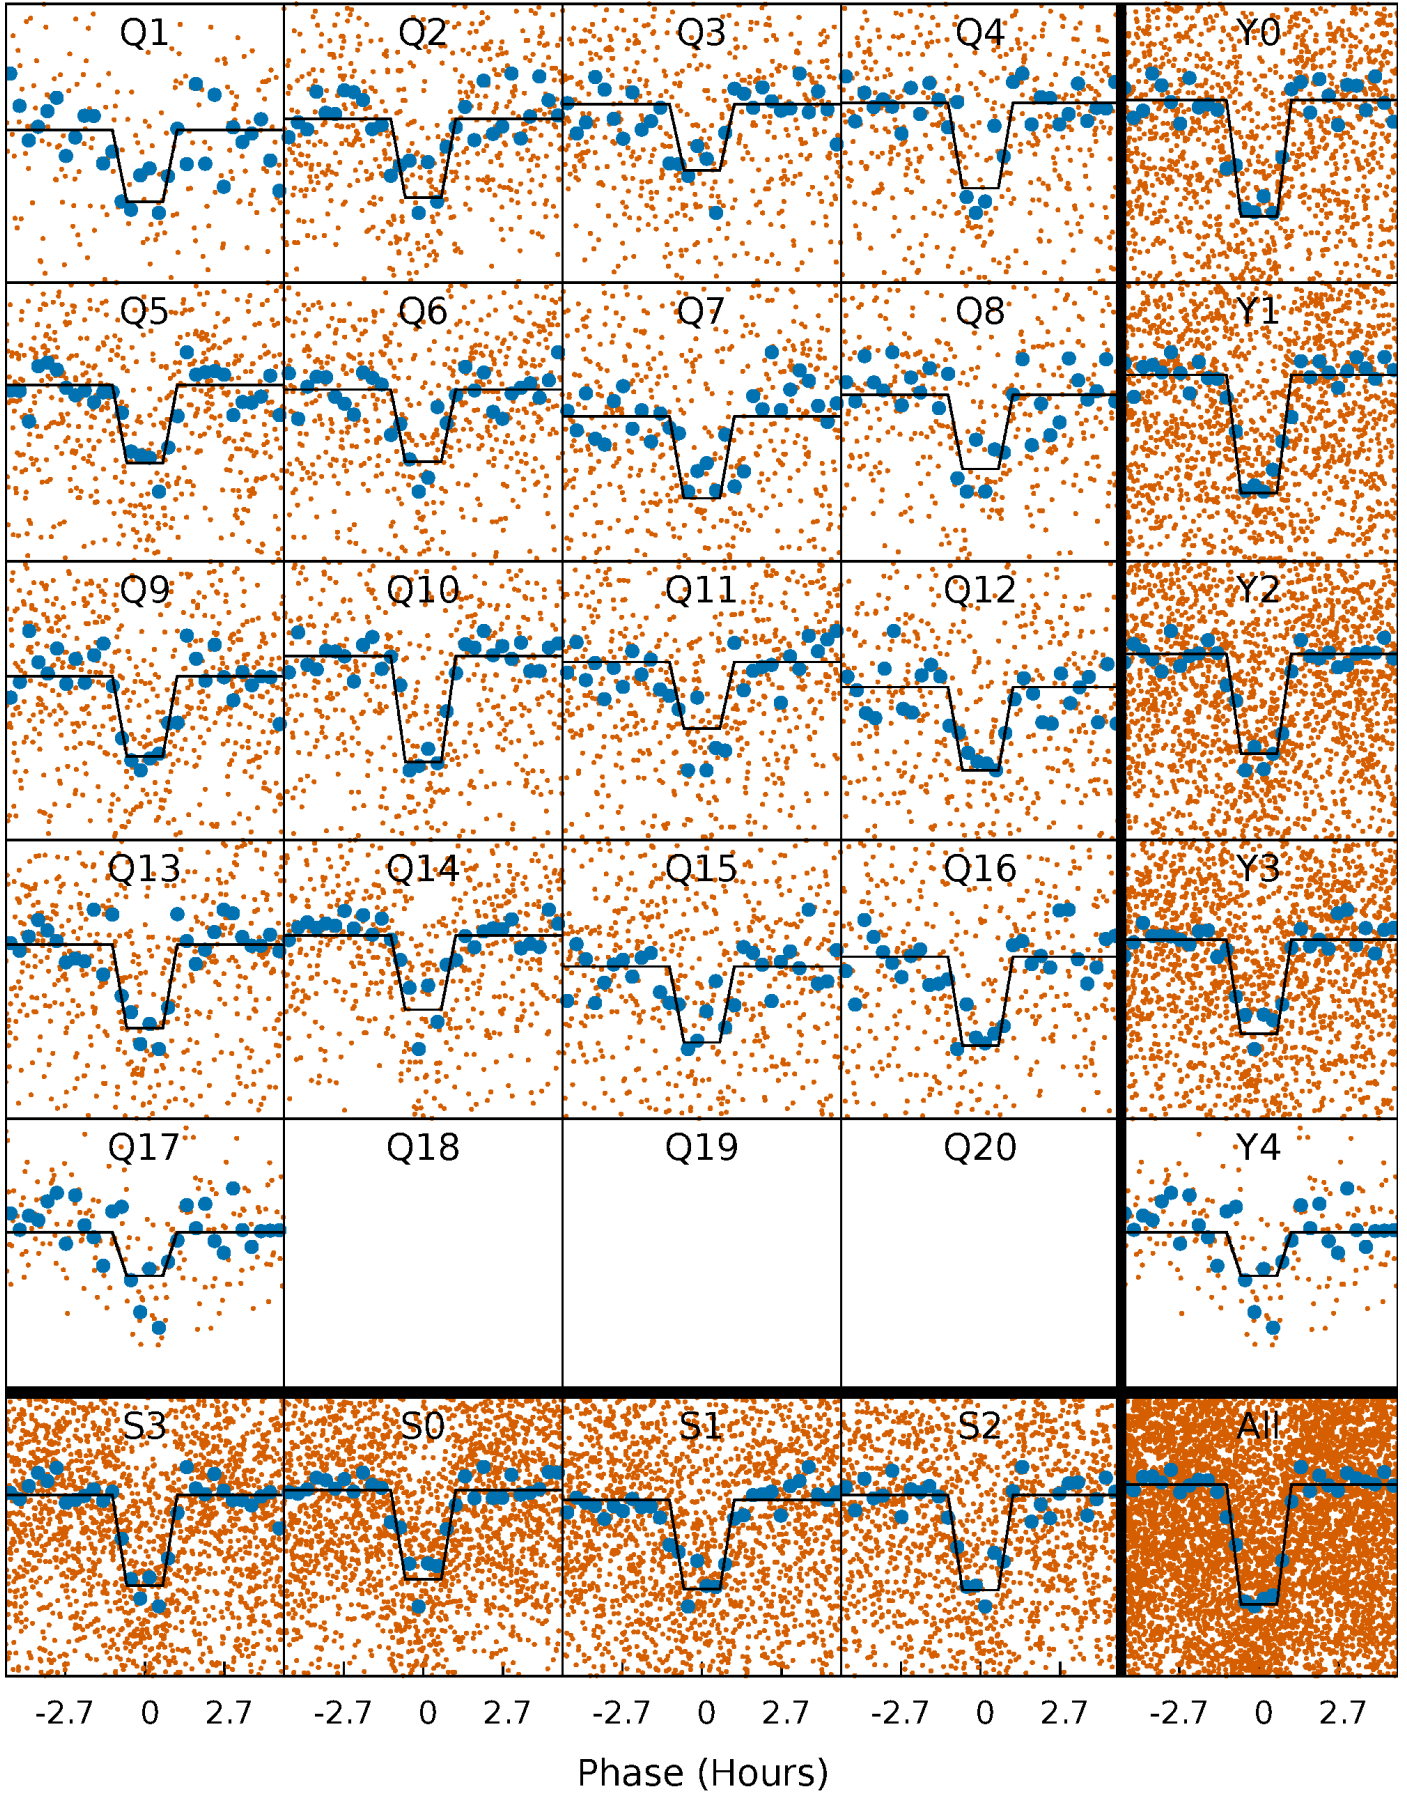 Q1 Q2 Q3 Q4 Y0
Q5 Q6 Q7 Q8 Y1
Q9 Q10 Q11 Q12 Y2
Q13 Q14 Q15 Q16 Y3
Q17 Q18 Q19 Q20 Y4
S3 S0 S1 S2 All
-2.7 0 2.7 -2.7 0 2.7 -2.7 0 2.7 -2.7 0 2.7 -2.7 0 2.7
Phase (Hours)